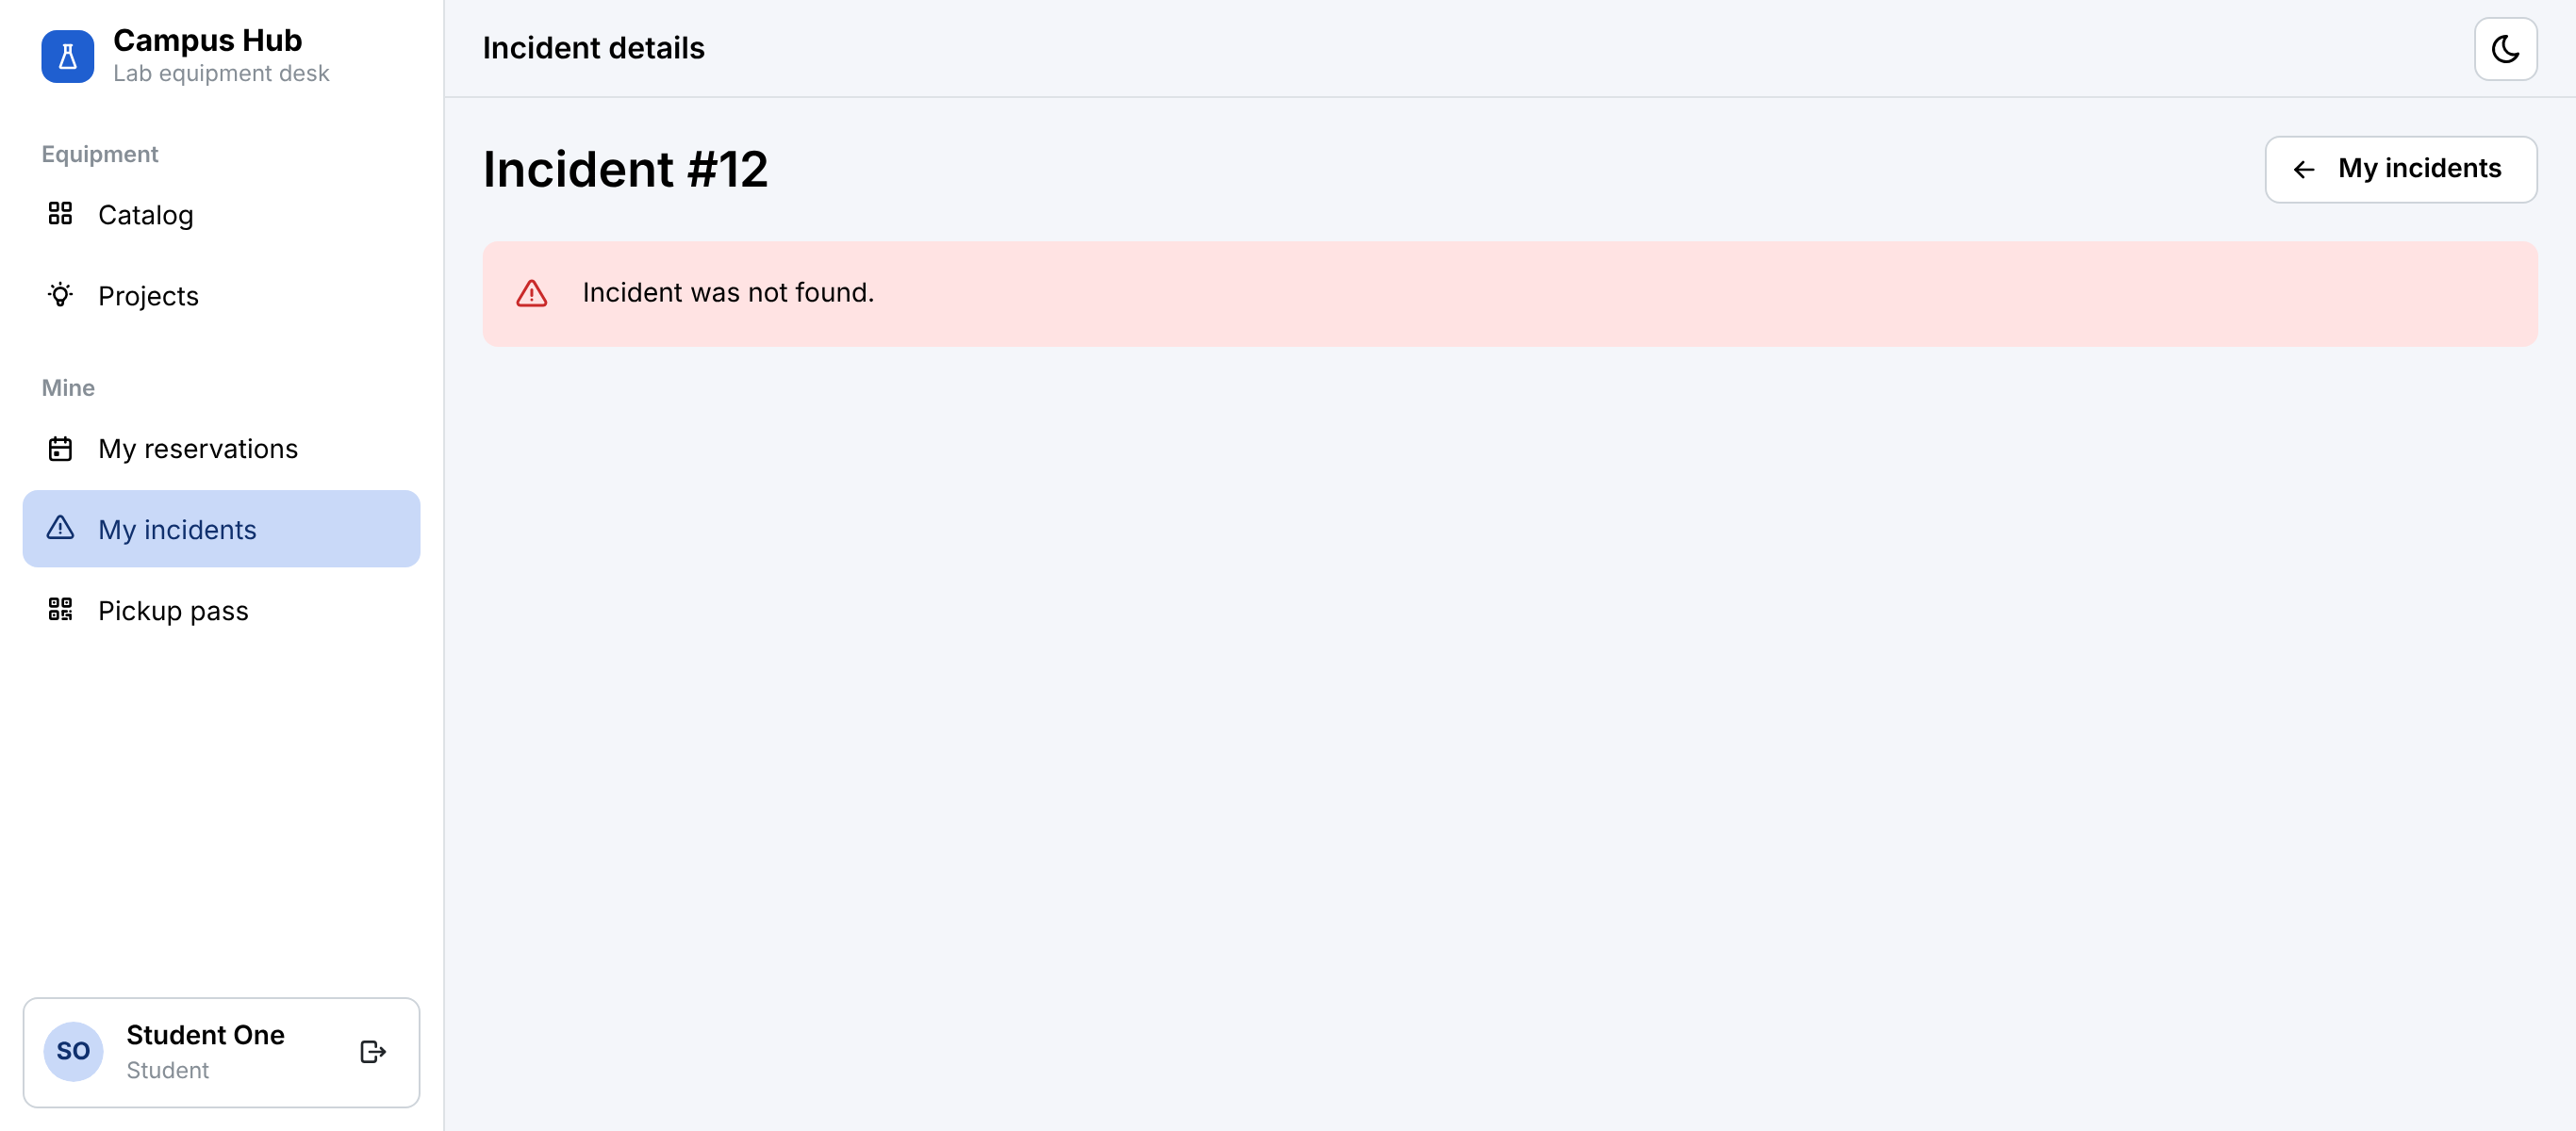 Campus Hub
Lab equipment desk
Equipment
Catalog
Projects
Mine
My reservations
My incidents
Pickup pass
SO
Student One
Student
Incident details
Incident #12
My incidents
Incident was not found.